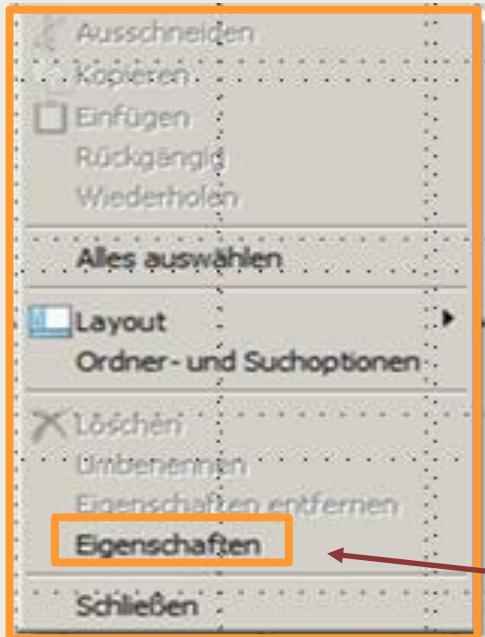 Ausschneiden
Kopieren
Einfügen
Rückgängig
Wiederholen
Alles auswählen
Layout
Ordner- und Suchoptionen
Löschen
Umbenennen
Eigenschaften entfernen
Eigenschaften
Schließen